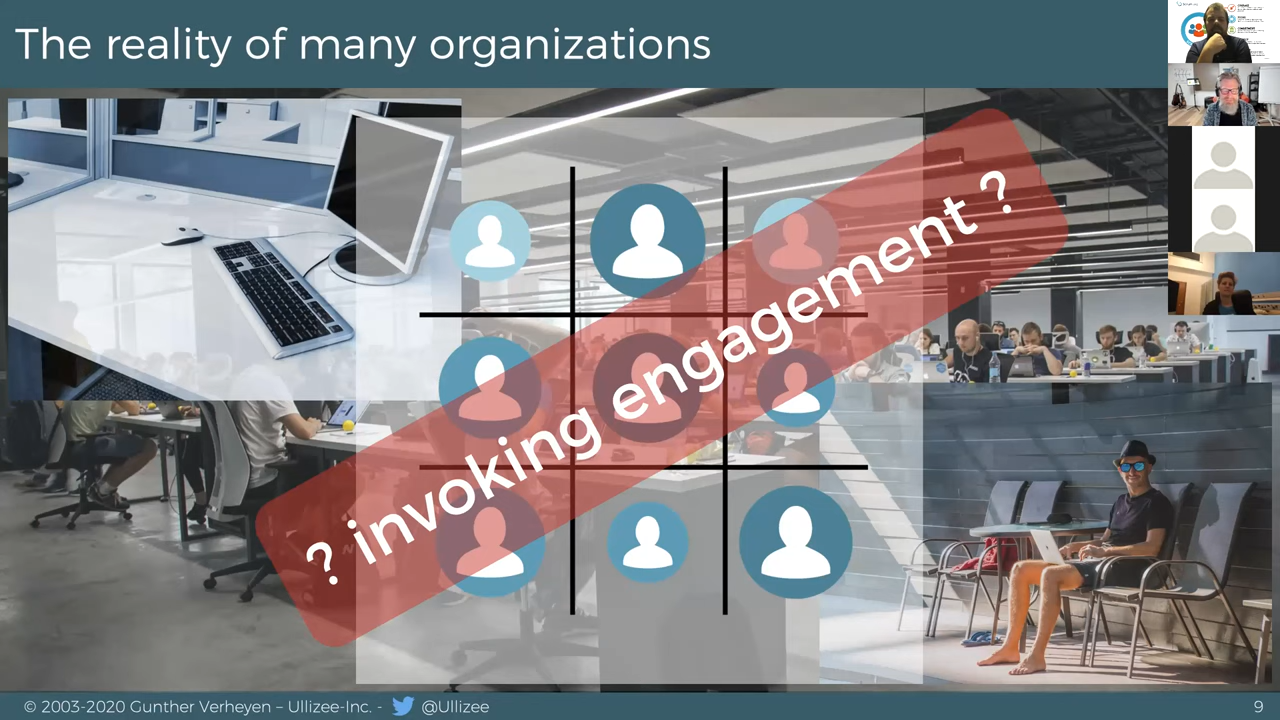 The reality of many organizations
? invoking engagement ?
© 2003-2020 Gunther Verheyen – Ullizee-Inc. - @Ullizee
9